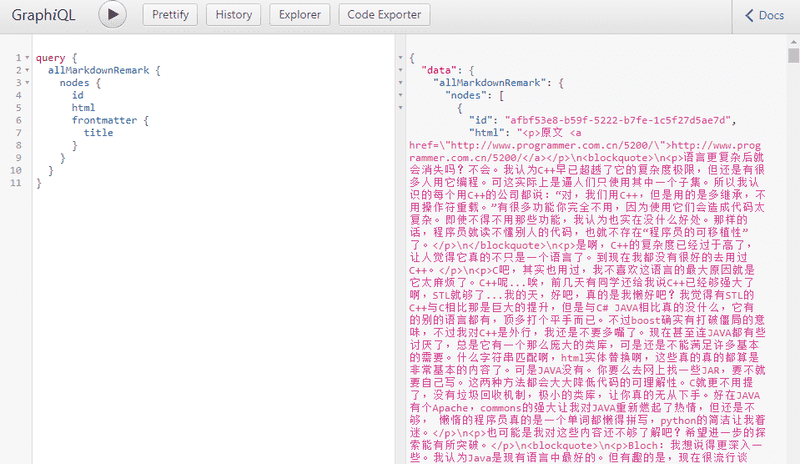 GraphiQL
Prettify
History
Explorer
Code Exporter
Docs
1 query {
2 allMarkdownRemark {
3 nodes {
4 id
5 html
6 frontmatter {
7 title
8 }
9 }
10 }
11 }
{
"data": {
"allMarkdownRemark": {
"nodes": [
{
"id": "afbf53e8-b59f-5222-b7fe-1c5f27d5ae7d",
"html": "<p>原文 <a
href=\"http://www.programmer.com.cn/5200/\">http://www.prog
rammer.com.cn/5200/</a></p>\n<blockquote>\n<p>语言更复杂后就
会消失吗? 不会。我认为C++早已超越了它的复杂度极限，但还是有很
多人用它编程。可这实际上是逼人们只使用其中一个子集。所以我认
识的每个用C++的公司都说：“对，我们用C++，但是用的是多继承，不
用操作符重载。”有很多功能你完全不用，因为使用它们会造成代码太
复杂。即使不得不用那些功能，我认为也实在没什么好处。那样的
话，程序员就读不懂别人的代码，也就不存在“程序员的可移植性”
了。</p>\n</blockquote>\n<p>是啊，C++的复杂度已经过于高了，
让人觉得它真的不只是一个语言了。到现在我都没有很好的去用过
C++。</p>\n<p>C吧，其实也用过，我不喜欢这语言的最大原因就是
它太麻烦了。C++呢...唉，前几天有同学还给我说C++已经够强大了
啊，STL就够了...我的天，好吧，真的是我懒好吧？我觉得有STL的
C++与C相比那是巨大的提升，但是与C# JAVA相比真的没什么，它有
的别的语言都有，顶多打个平手而已。不过boost确实有打破僵局的意
味，不过我对C++是外行，我还是不要多嘴了。现在甚至连JAVA都有些
讨厌了，总是它有一个那么庞大的类库，可是还是不能满足许多基本
的需要。什么字符串匹配啊，html实体替换啊，这些真的真的都算是
非常基本的内容了。可是JAVA没有。你要么去网上找一些JAR，要不就
要自己写。这两种方法都会大大降低代码的可理解性。C就更不用提
了，没有垃圾回收机制，极小的类库，让你真的无从下手。好在JAVA
有个Apache，commons的强大让我对JAVA重新燃起了热情，但还是不
够， 懒惰的程序员真的是一个单词都懒得拼写，python的简洁让我着
迷。</p>\n<p>也可能是我对这些内容还不够了解吧？希望进一步的探
索能有所突破。</p>\n<blockquote>\n<p>Bloch：我想说得更深入一
些。我认为Java是现有语言中最好的。但有趣的是，现在很流行谈